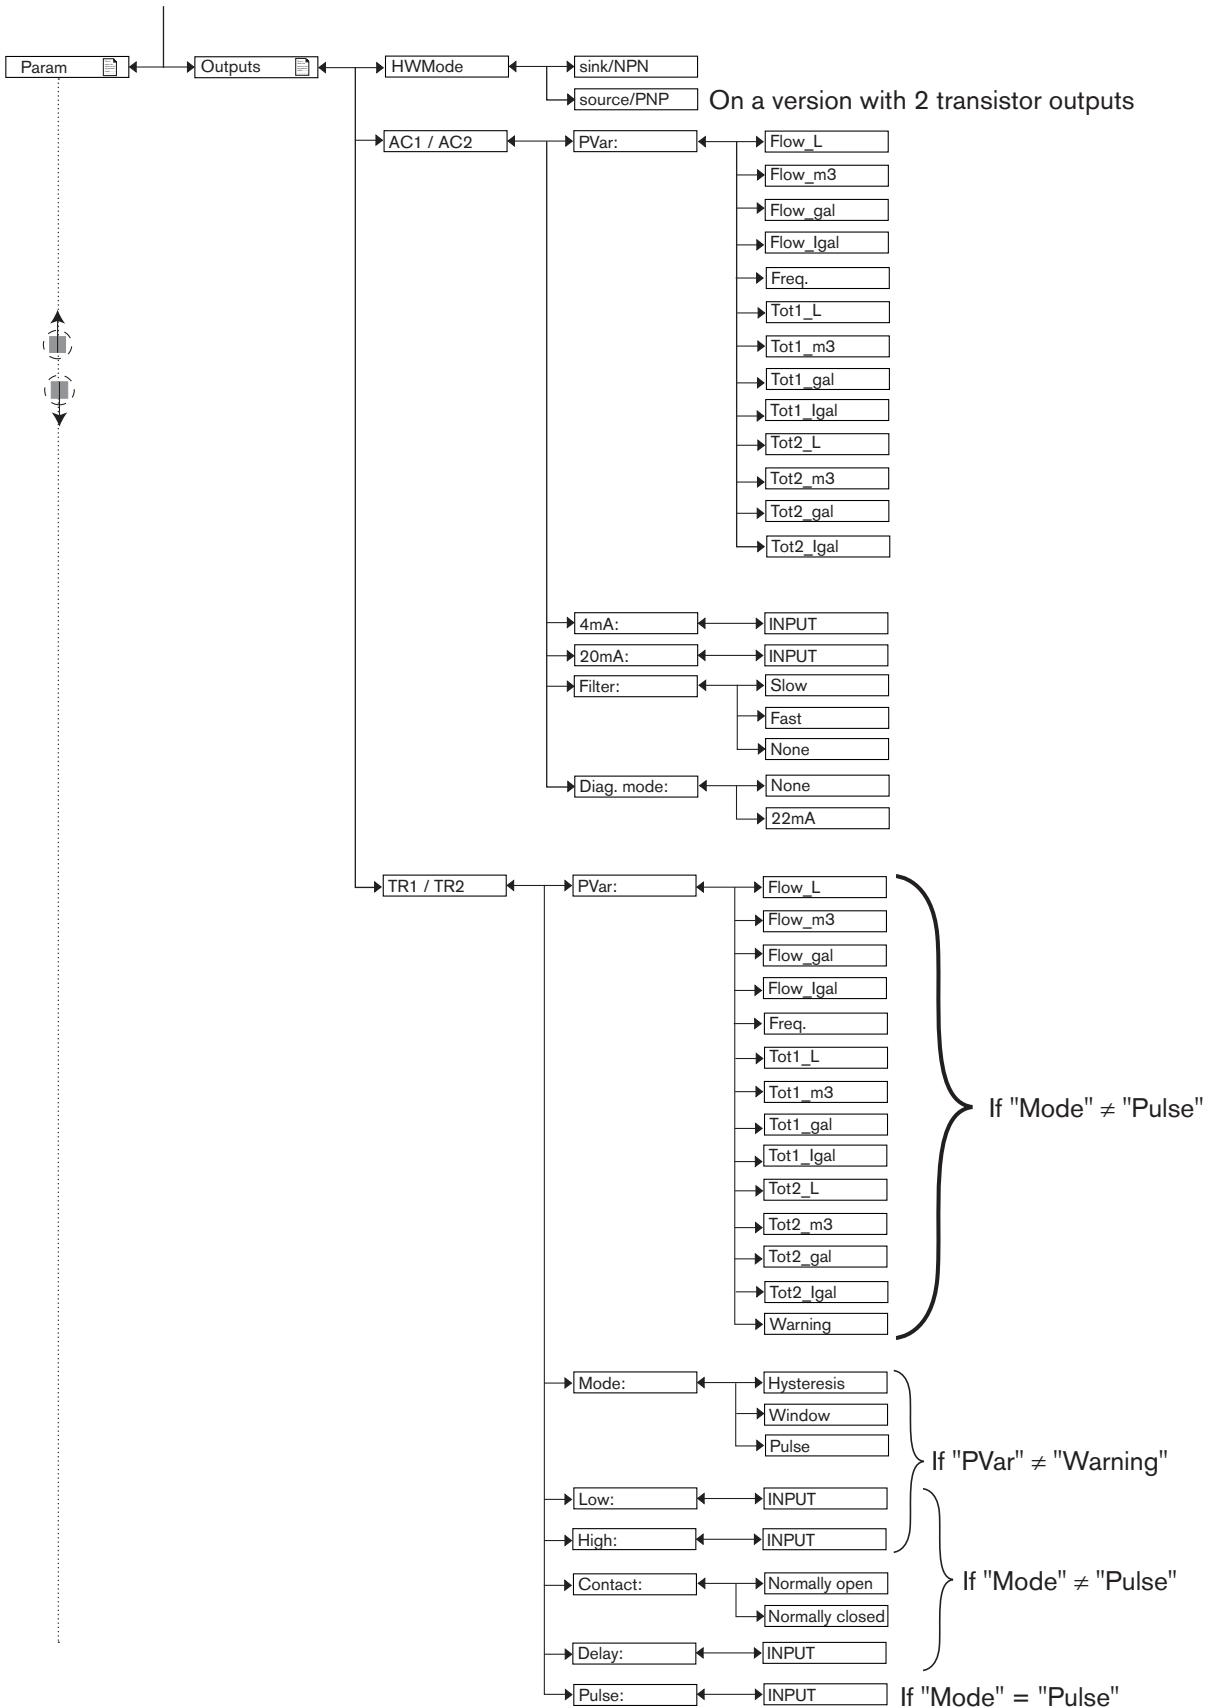 Param
Outputs
HWMode
sink/NPN
source/PNP
On a version with 2 transistor outputs
AC1 / AC2
PVar:
Flow_L
Flow_m3
Flow_gal
Flow_Igal
Freq.
Tot1_L
Tot1_m3
Tot1_gal
Tot1_Igal
Tot2_L
Tot2_m3
Tot2_gal
Tot2_Igal
4mA:
INPUT
20mA:
INPUT
Filter:
Slow
Fast
None
Diag. mode:
None
22mA
TR1 / TR2
PVar:
Flow_L
Flow_m3
Flow_gal
Flow_Igal
Freq.
Tot1_L
Tot1_m3
Tot1_gal
Tot1_Igal
Tot2_L
Tot2_m3
Tot2_gal
Tot2_Igal
Warning
If "Mode" ≠ "Pulse"
Mode:
Hysteresis
Window
Pulse
If "PVar" ≠ "Warning"
Low:
INPUT
High:
INPUT
Contact:
Normally open
Normally closed
If "Mode" ≠ "Pulse"
Delay:
INPUT
Pulse:
INPUT
If "Mode" = "Pulse"